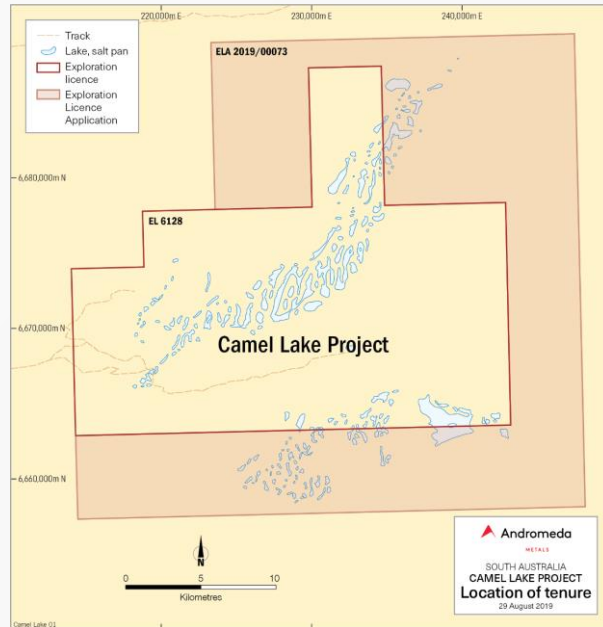 220,000m E
230,000m E
240,000m E
Track
Lake, salt pan
Exploration
licence
Exploration
Licence
Application
ELA 2019/00073
6,680,000m N
EL 6128
6,670,000m N
Camel Lake Project
6,660,000m N
N
0 5 10
Kilometres
Andromeda
METALS
SOUTH AUSTRALIA
CAMEL LAKE PROJECT
Location of tenure
29 August 2019
Camel Lake 01